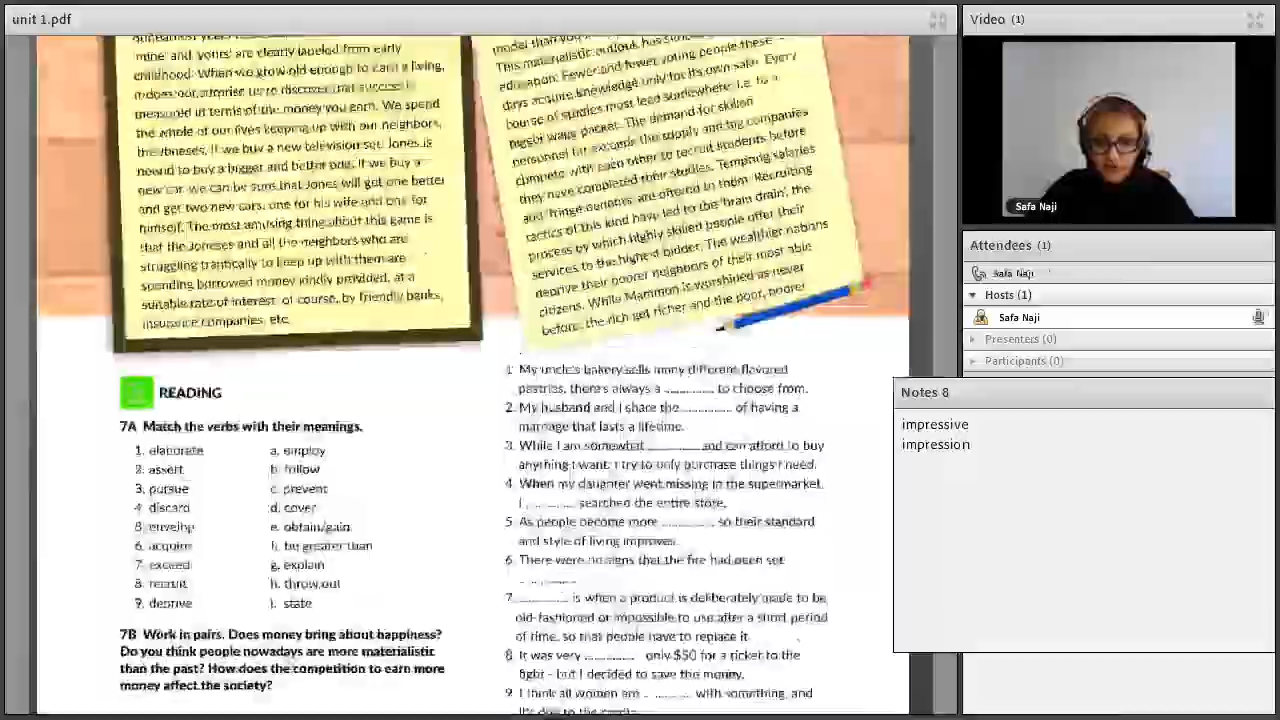 unit 1.pdf
mine' and 'yours' are clearly labeled from early
childhood. When we grow old enough to earn a living,
it does not surprise us to discover that success is
measured in terms of the money you earn. We spend
the whole of our lives keeping up with our neighbors,
the Joneses. If we buy a new television set, Jones is
bound to buy a bigger and better one. If we buy a
new car, we can be sure that Jones will get one better
and get two new cars: one for his wife and one for
himself. The most amusing thing about this game is
that the Joneses and all the neighbors who are
struggling frantically to keep up with them are
spending borrowed money kindly provided, at a
suitable rate of interest, of course, by friendly banks,
insurance companies, etc.
model than you
This materialistic outlook has
education. Fewer and fewer young people these
days acquire knowledge only for its own sake. Every
course of studies must lead somewhere: i.e. to a
bigger wage packet. The demand for skilled
personnel far exceeds the supply and big companies
compete with each other to recruit students before
they have completed their studies. Tempting salaries
and 'fringe benefits' are offered to them. Recruiting
tactics of this kind have led to the 'brain drain', the
process by which highly skilled people offer their
services to the highest bidder. The wealthier nations
deprive their poorer neighbors of their most able
citizens. While Mammon is worshiped as never
before, the rich get richer and the poor, poorer
READING
7A Match the verbs with their meanings.
1. elaborate a. employ
2. assert b. follow
3. pursue c. prevent
4. discard d. cover
5. envelop e. obtain/gain
6. acquire f. be greater than
7. exceed g. explain
8. recruit h. throw out
9. deprive i. state
7B Work in pairs. Does money bring about happiness?
Do you think people nowadays are more materialistic
than the past? How does the competition to earn more
money affect the society?
1 My uncle's bakery sells many different flavored
pastries, there's always a ............ to choose from.
2 My husband and I share the ............ of having a
marriage that lasts a lifetime.
3 While I am somewhat ............ and can afford to buy
anything I want, I try to only purchase things I need.
4 When my daughter went missing in the supermarket,
I ............ searched the entire store.
5 As people become more ............ so their standard
and style of living improves.
6 There were no signs that the fire had been set
............
7 ............ is when a product is deliberately made to be
old-fashioned or impossible to use after a short period
of time, so that people have to replace it.
8 It was very ............ only $50 for a ticket to the
fight - but I decided to save the money.
9 I think all women are ............ with something, and
Video (1)
Safa Naji
Attendees (1)
Safa Naji
Hosts (1)
Safa Naji
Presenters (0)
Participants (0)
Notes 8
impressive
impression